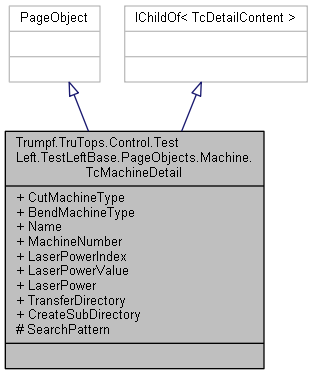 PageObject
IChildOf< TcDetailContent >
Trumpf.TruTops.Control.Test
Left.TestLeftBase.PageObjects.Machine.
TcMachineDetail
+ CutMachineType
+ BendMachineType
+ Name
+ MachineNumber
+ LaserPowerIndex
+ LaserPowerValue
+ LaserPower
+ TransferDirectory
+ CreateSubDirectory
# SearchPattern